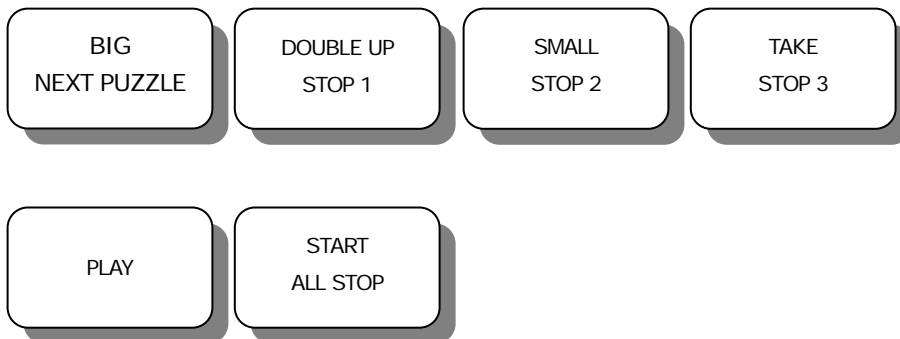 BIG
NEXT PUZZLE
DOUBLE UP
STOP 1
SMALL
STOP 2
TAKE
STOP 3
PLAY
START
ALL STOP